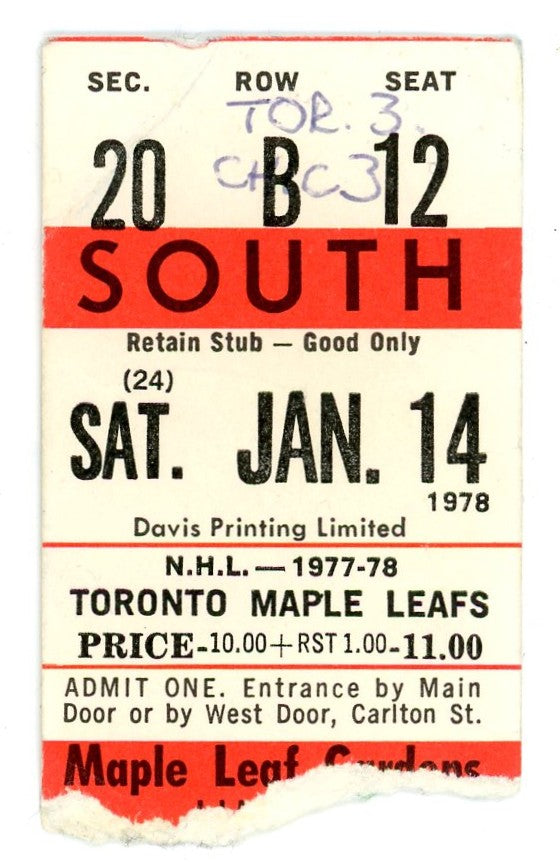 SEC. ROW SEAT
TOR. 3.
20 B 12
CHIC 3
SOUTH
Retain Stub — Good Only
(24)
SAT. JAN. 14
1978
Davis Printing Limited
N.H.L. — 1977-78
TORONTO MAPLE LEAFS
PRICE-10.00+RST 1.00-11.00
ADMIT ONE. Entrance by Main
Door or by West Door, Carlton St.
Maple Leaf Gardens